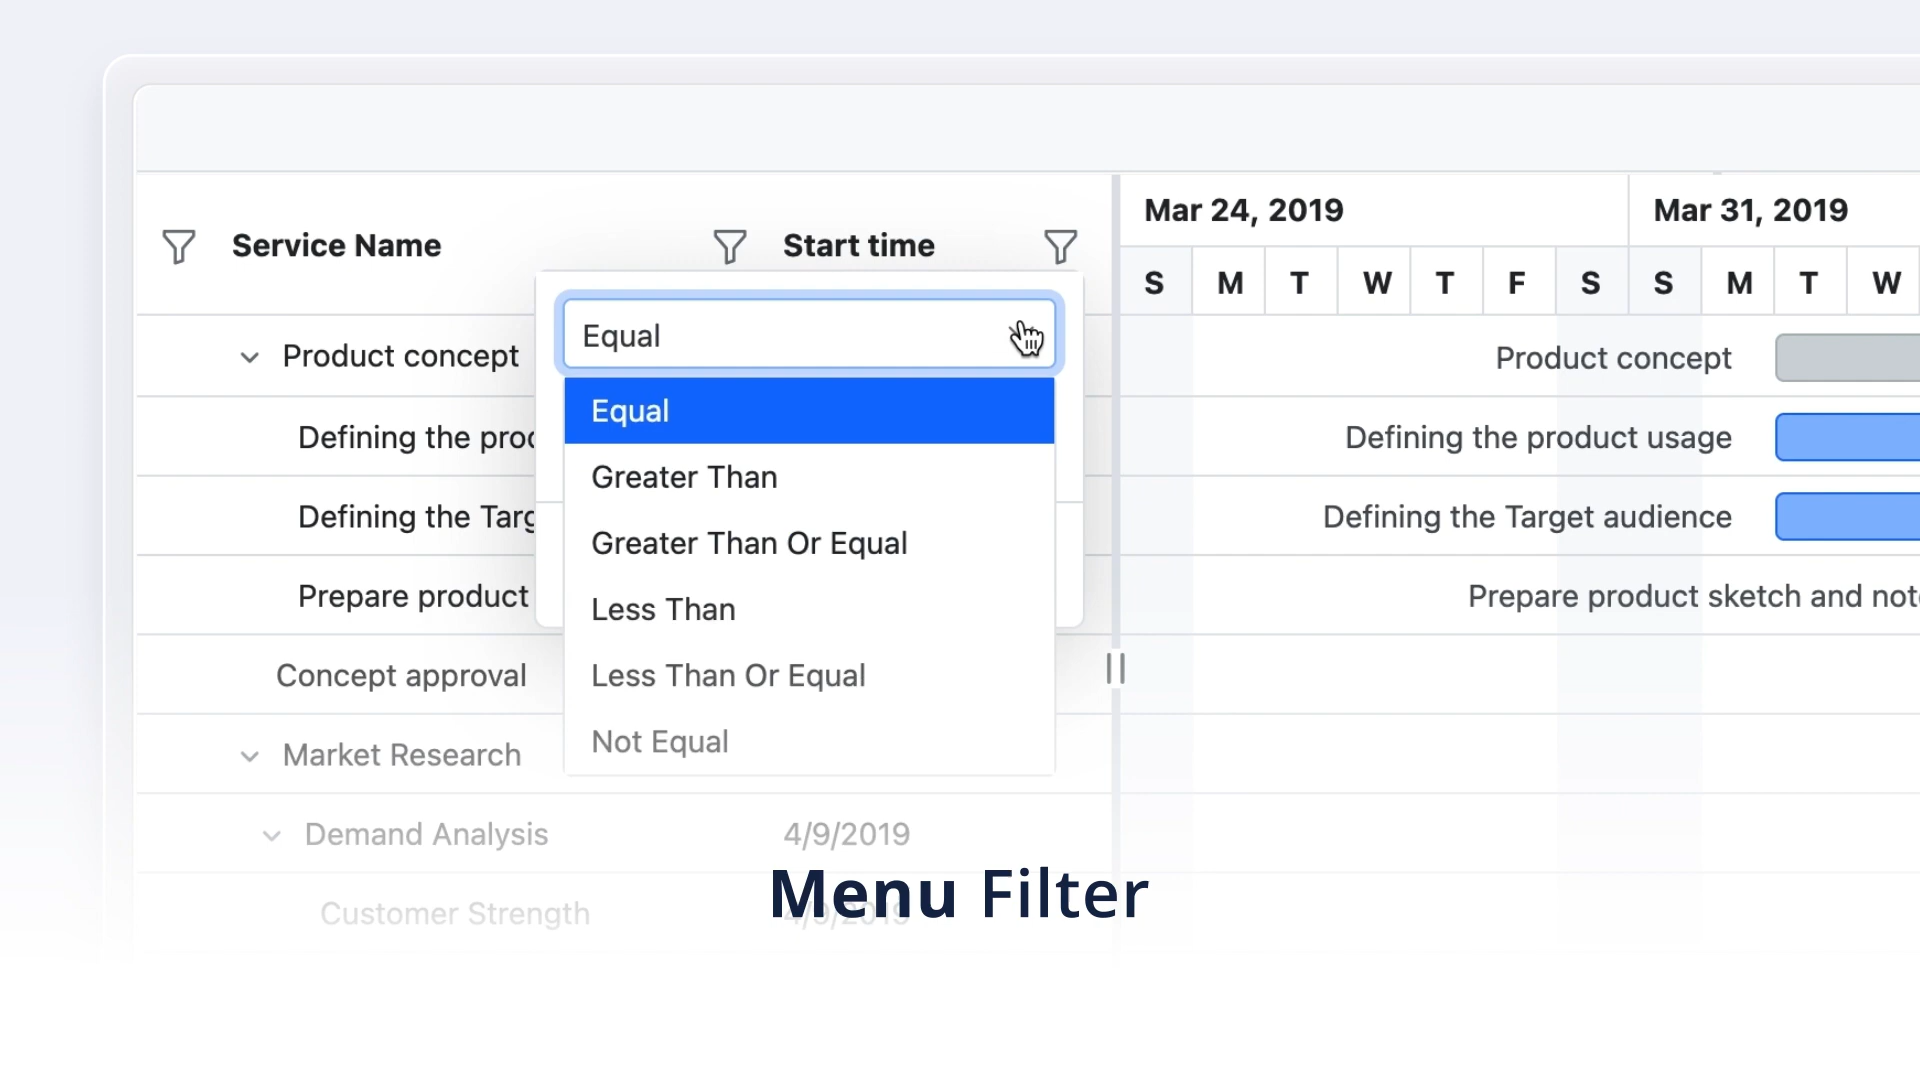 Service Name
Start time
Mar 24, 2019
Mar 31, 2019
S M T W T F S S M T W
Equal
Equal
Greater Than
Greater Than Or Equal
Less Than
Less Than Or Equal
Not Equal
Product concept
Defining the
Defining the
Prepare product
Concept approval
Market Research
Demand Analysis
4/9/2019
Customer Strength
Product concept
Defining the product usage
Defining the Target audience
Prepare product sketch and
Menu Filter